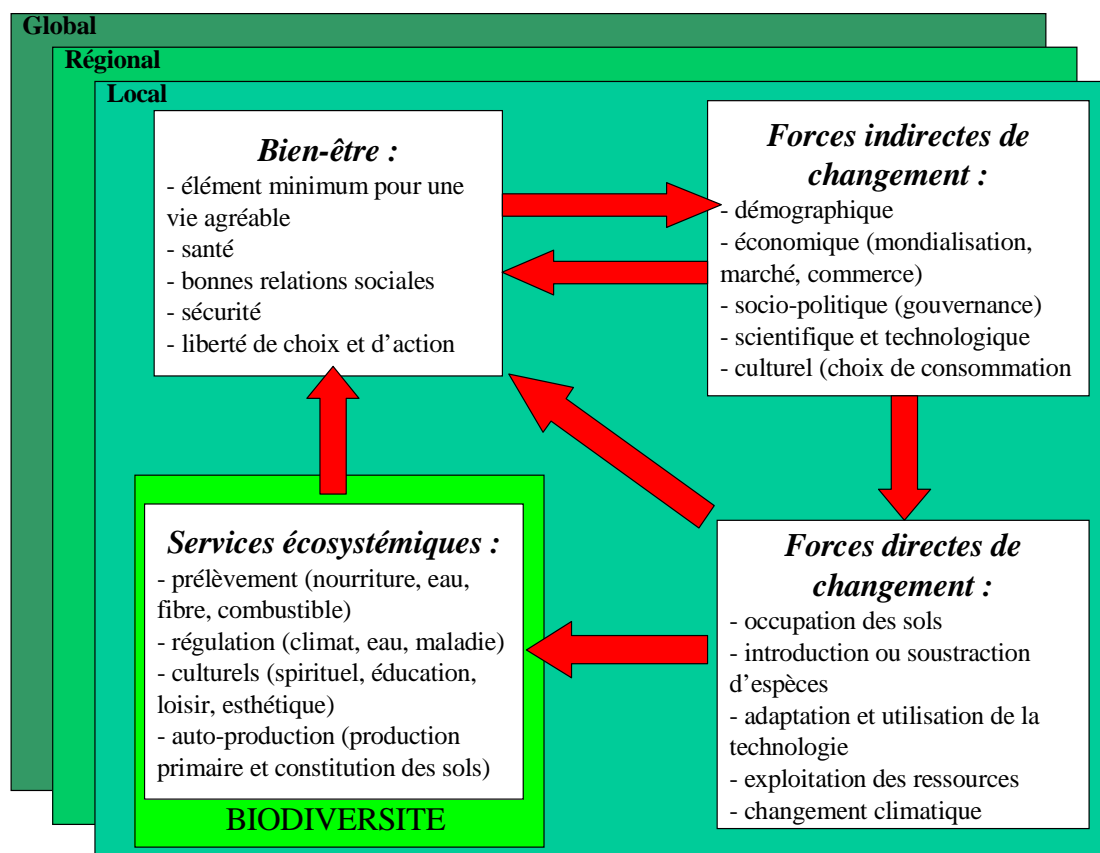 Global
Régional
Local
Bien-être :
- élément minimum pour une
vie agréable
- santé
- bonnes relations sociales
- sécurité
- liberté de choix et d'action
Forces indirectes de
changement :
- démographique
- économique (mondialisation,
marché, commerce)
- socio-politique (gouvernance)
- scientifique et technologique
- culturel (choix de consommation
Services écosystémiques :
- prélèvement (nourriture, eau,
fibre, combustible)
- régulation (climat, eau, maladie)
- culturels (spirituel, éducation,
loisir, esthétique)
- auto-production (production
primaire et constitution des sols)
BIODIVERSITE
Forces directes de
changement :
- occupation des sols
- introduction ou soustraction
d'espèces
- adaptation et utilisation de la
technologie
- exploitation des ressources
- changement climatique